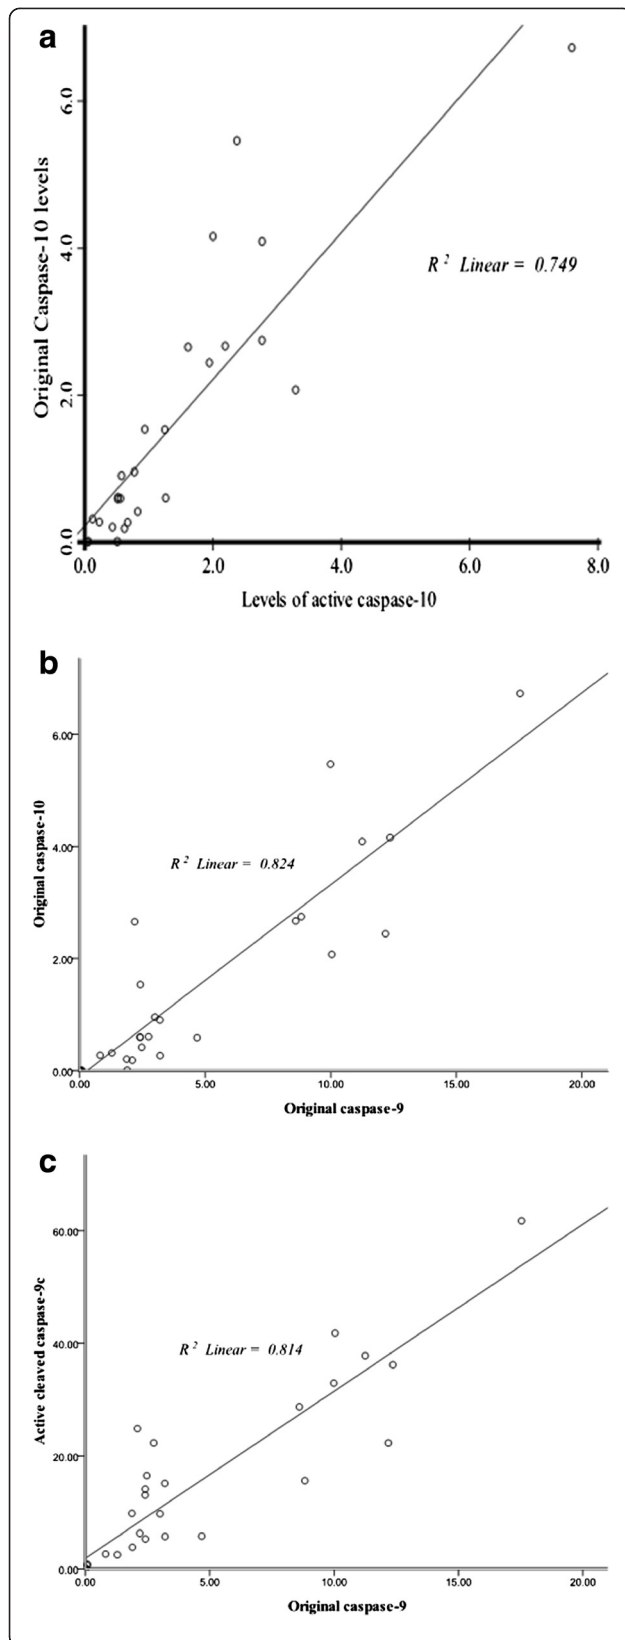 a
Original Caspase-10 levels
6.0
4.0
2.0
0.0
R² Linear = 0.749
0.0 2.0 4.0 6.0 8.0
Levels of active caspase-10
b
Original caspase-10
6.00
4.00
2.00
0.00
R² Linear = 0.824
0.00 5.00 10.00 15.00 20.00
Original caspase-9
c
Active cleaved caspase-9c
60.00
40.00
20.00
0.00
R² Linear = 0.814
0.00 5.00 10.00 15.00 20.00
Original caspase-9